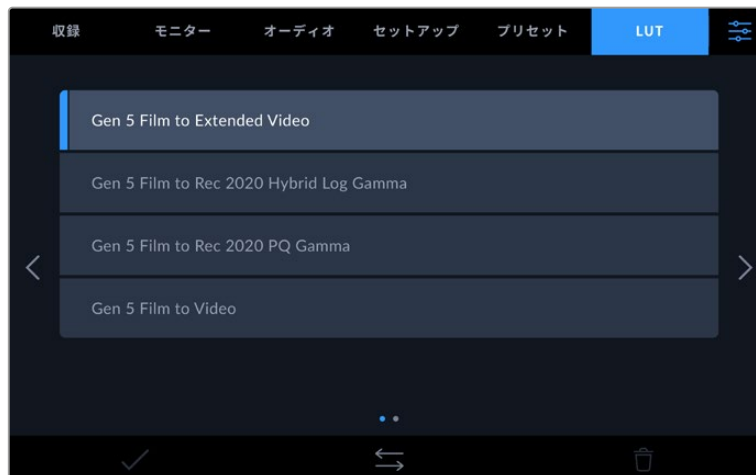 収録 モニター オーディオ セットアップ プリセット LUT
Gen 5 Film to Extended Video
Gen 5 Film to Rec 2020 Hybrid Log Gamma
Gen 5 Film to Rec 2020 PQ Gamma
Gen 5 Film to Video